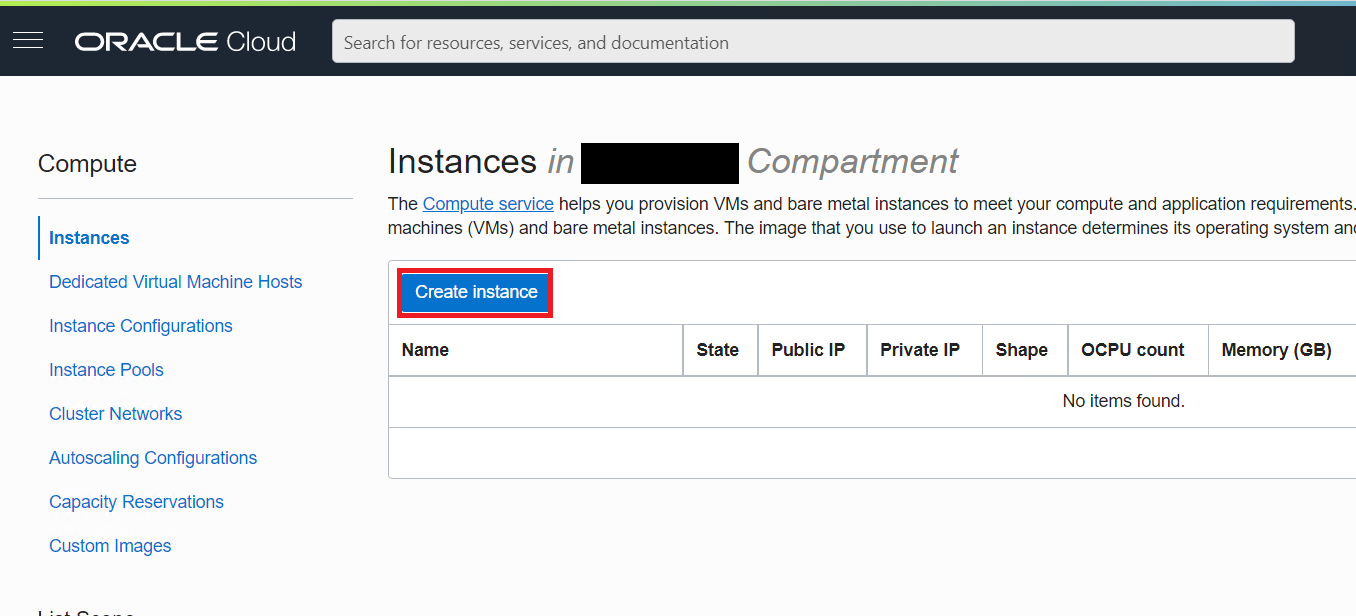 ORACLE Cloud
Search for resources, services, and documentation
Compute
Instances
Dedicated Virtual Machine Hosts
Instance Configurations
Instance Pools
Cluster Networks
Autoscaling Configurations
Capacity Reservations
Custom Images
List Scope
Instances in Compartment
The Compute service helps you provision VMs and bare metal instances to meet your compute and application requirements.
machines (VMs) and bare metal instances. The image that you use to launch an instance determines its operating system and
Create instance
Name State Public IP Private IP Shape OCPU count Memory (GB)
No items found.